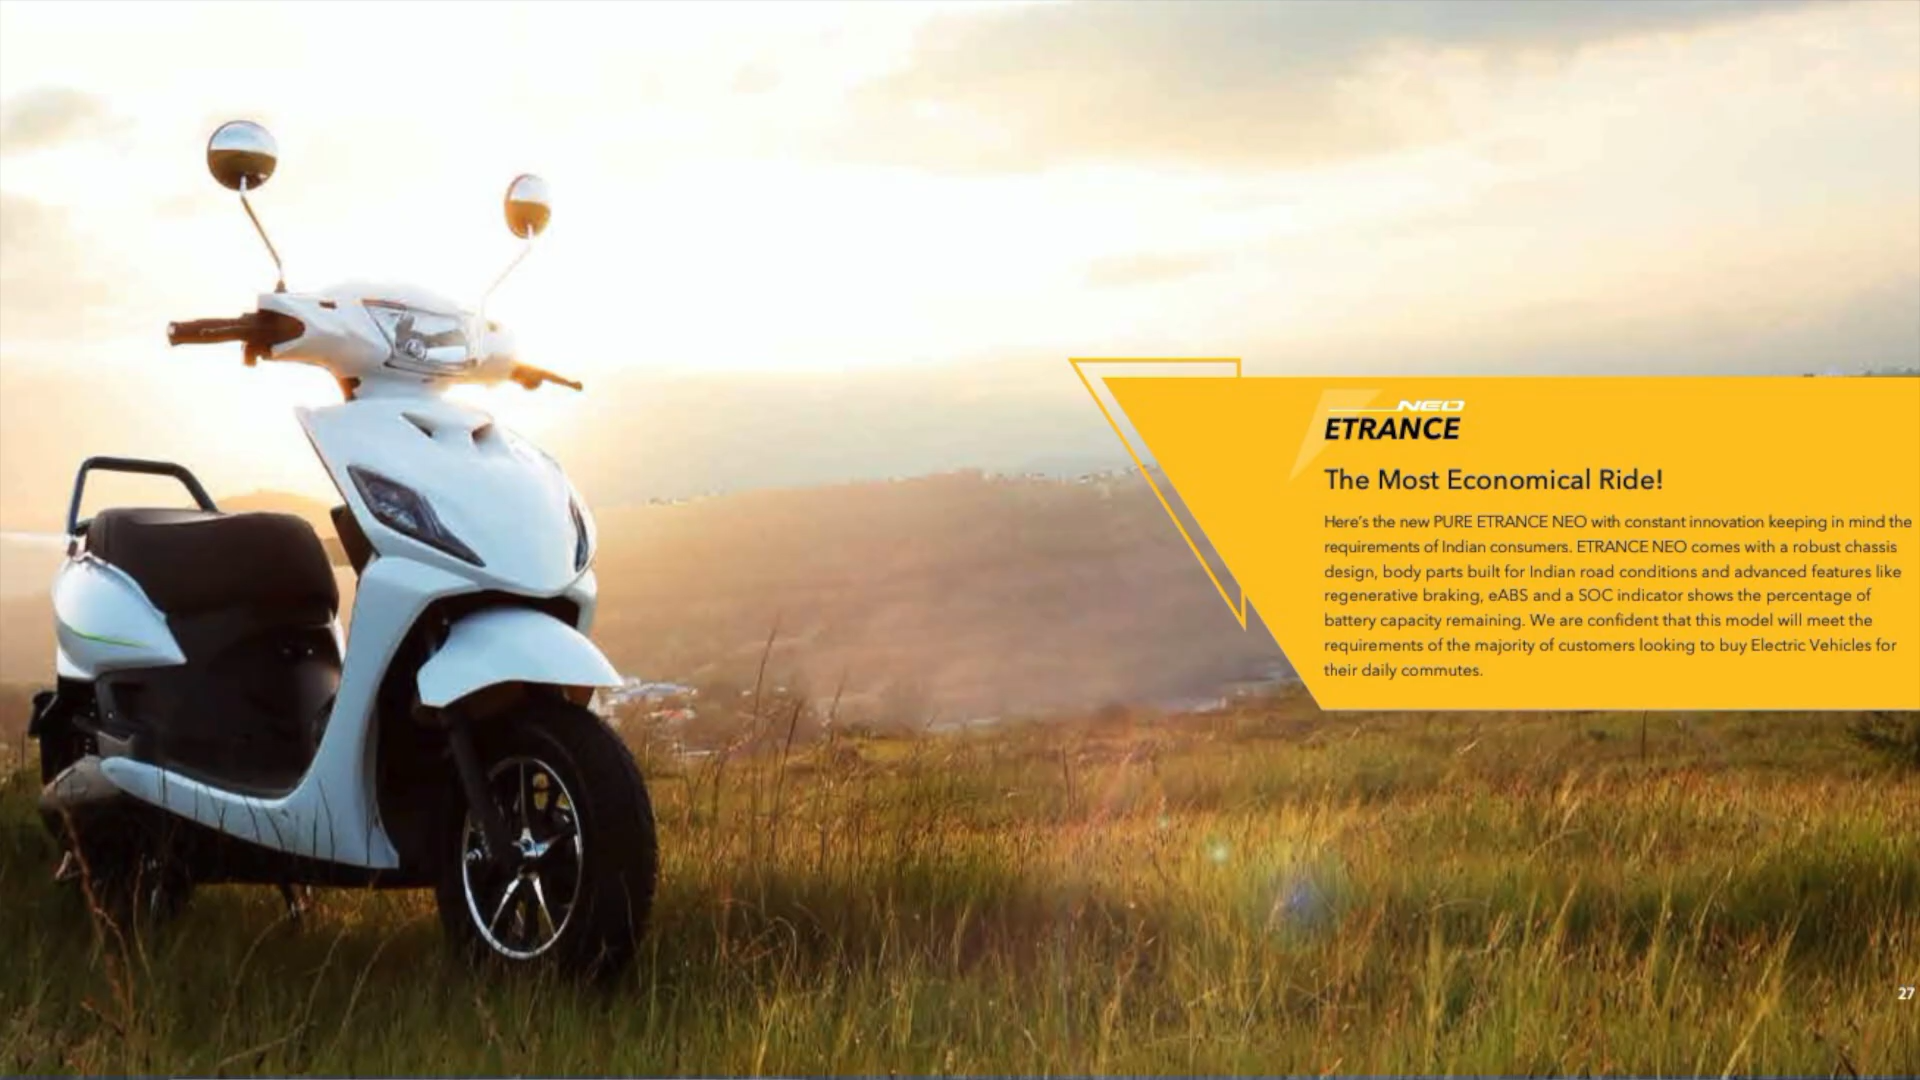 NEO
ETRANCE
The Most Economical Ride!
Here's the new PURE ETRANCE NEO with constant innovation keeping in mind the
requirements of Indian consumers. ETRANCE NEO comes with a robust chassis
design, body parts built for Indian road conditions and advanced features like
regenerative braking, eABS and a SOC indicator shows the percentage of
battery capacity remaining. We are confident that this model will meet the
requirements of the majority of customers looking to buy Electric Vehicles for
their daily commutes.
27